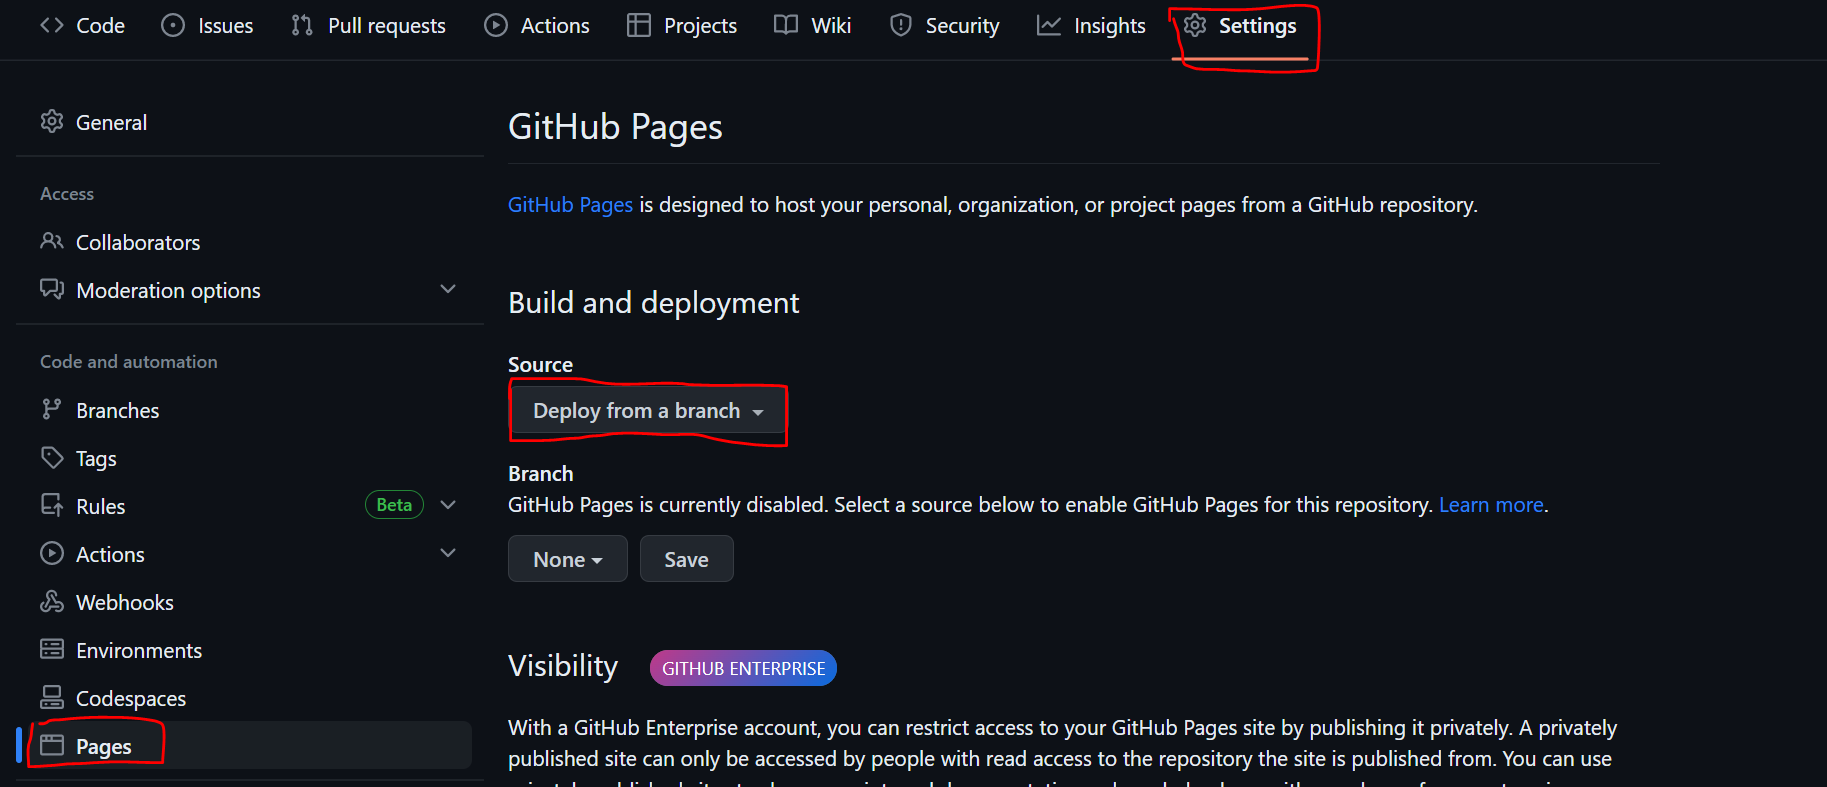 Code Issues Pull requests Actions Projects Wiki Security Insights Settings
General
Access
Collaborators
Moderation options
Code and automation
Branches
Tags
Rules Beta
Actions
Webhooks
Environments
Codespaces
Pages
GitHub Pages
GitHub Pages is designed to host your personal, organization, or project pages from a GitHub repository.
Build and deployment
Source
Deploy from a branch
Branch
GitHub Pages is currently disabled. Select a source below to enable GitHub Pages for this repository. Learn more.
None Save
Visibility GITHUB ENTERPRISE
With a GitHub Enterprise account, you can restrict access to your GitHub Pages site by publishing it privately. A privately
published site can only be accessed by people with read access to the repository the site is published from. You can use